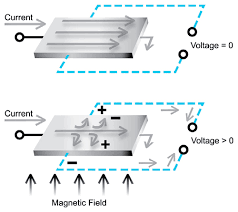 Current
Voltage = 0
Current
+
−
Voltage > 0
+
−
Magnetic Field